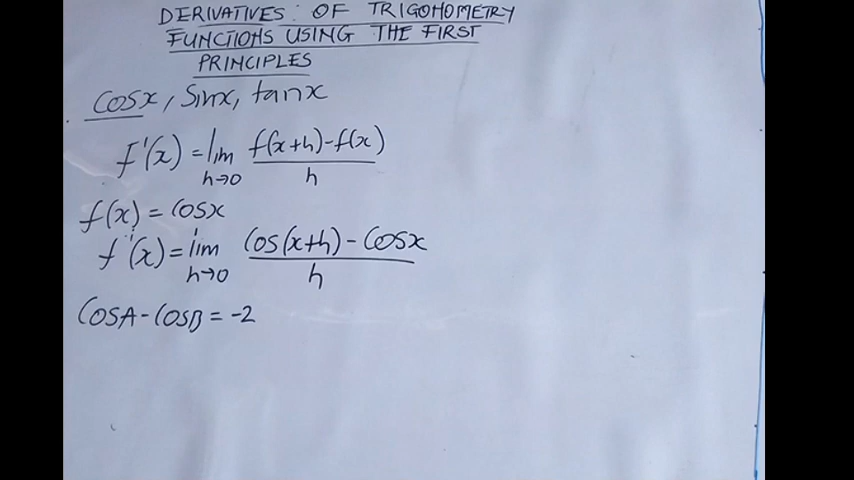 DERIVATIVES OF TRIGONOMETRY
FUNCTIONS USING THE FIRST
PRINCIPLES
Cosx, Sinx, tanx
f'(x) = lim f(x+h)-f(x)
h→0 h
f(x) = Cosx
f'(x) = lim Cos(x+h) - Cosx
h→0 h
CosA - CosB = -2